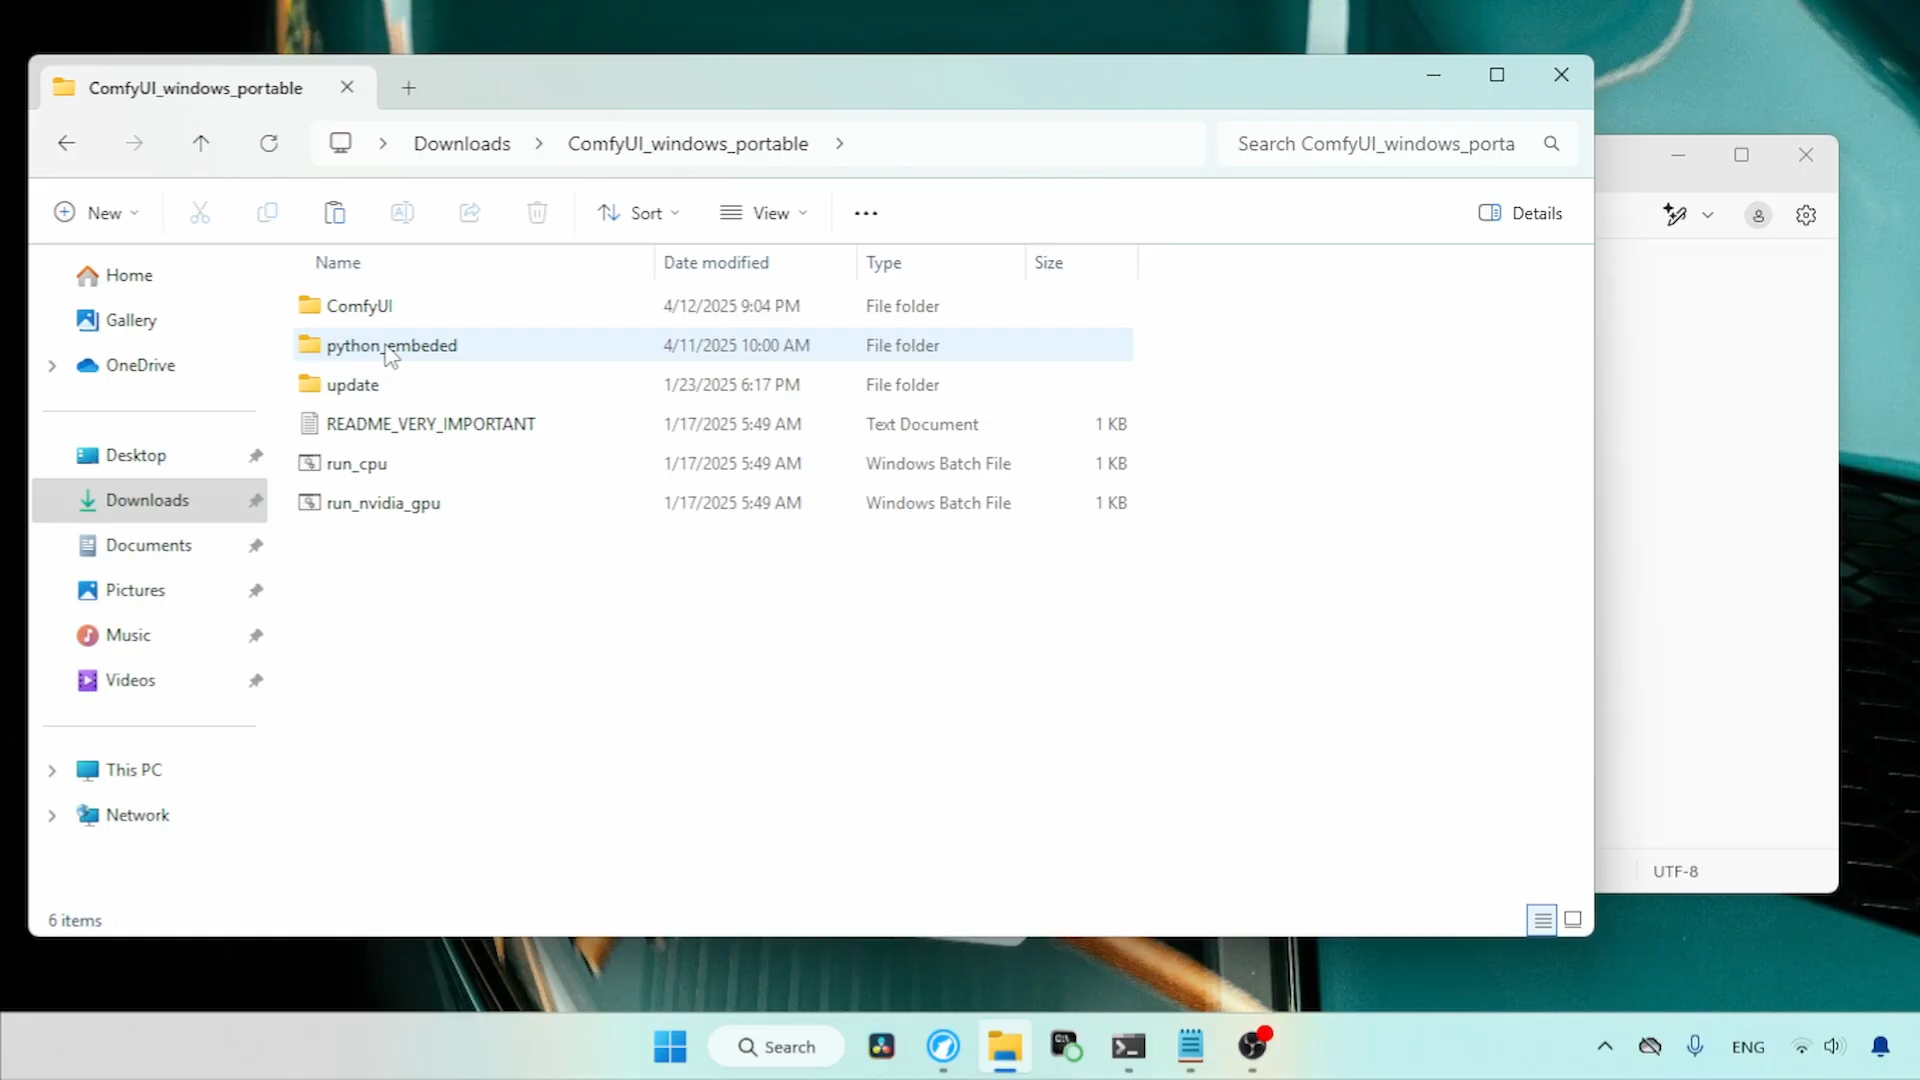 ComfyUI_windows_portable
Downloads
ComfyUI_windows_portable
Search ComfyUI_windows_porta
New
Sort
View
Details
Name
Date modified
Type
Size
Home
Gallery
OneDrive
Desktop
Downloads
Documents
Pictures
Music
Videos
This PC
Network
ComfyUI 4/12/2025 9:04 PM File folder
python_embeded 4/11/2025 10:00 AM File folder
update 1/23/2025 6:17 PM File folder
README_VERY_IMPORTANT 1/17/2025 5:49 AM Text Document 1 KB
run_cpu 1/17/2025 5:49 AM Windows Batch File 1 KB
run_nvidia_gpu 1/17/2025 5:49 AM Windows Batch File 1 KB
6 items
UTF-8
Search
ENG